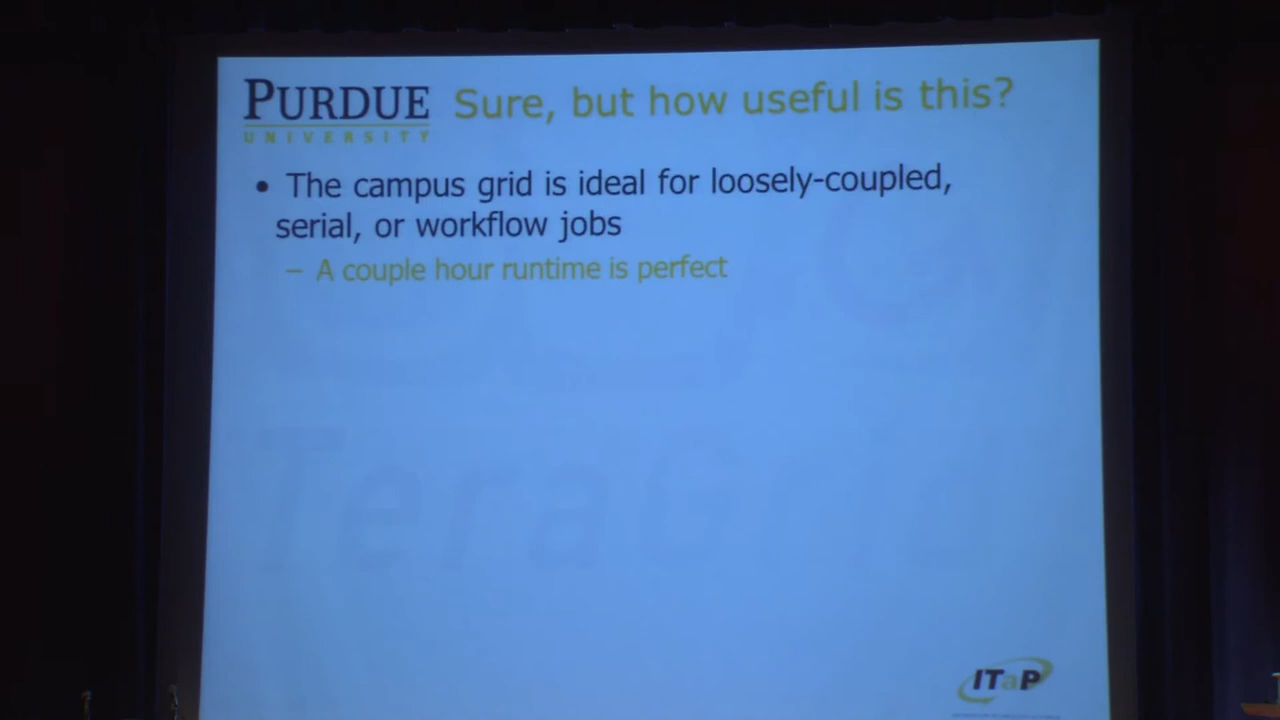 PURDUE
UNIVERSITY
Sure, but how useful is this?
• The campus grid is ideal for loosely-coupled,
serial, or workflow jobs
– A couple hour runtime is perfect
TeraGrid
ITaP